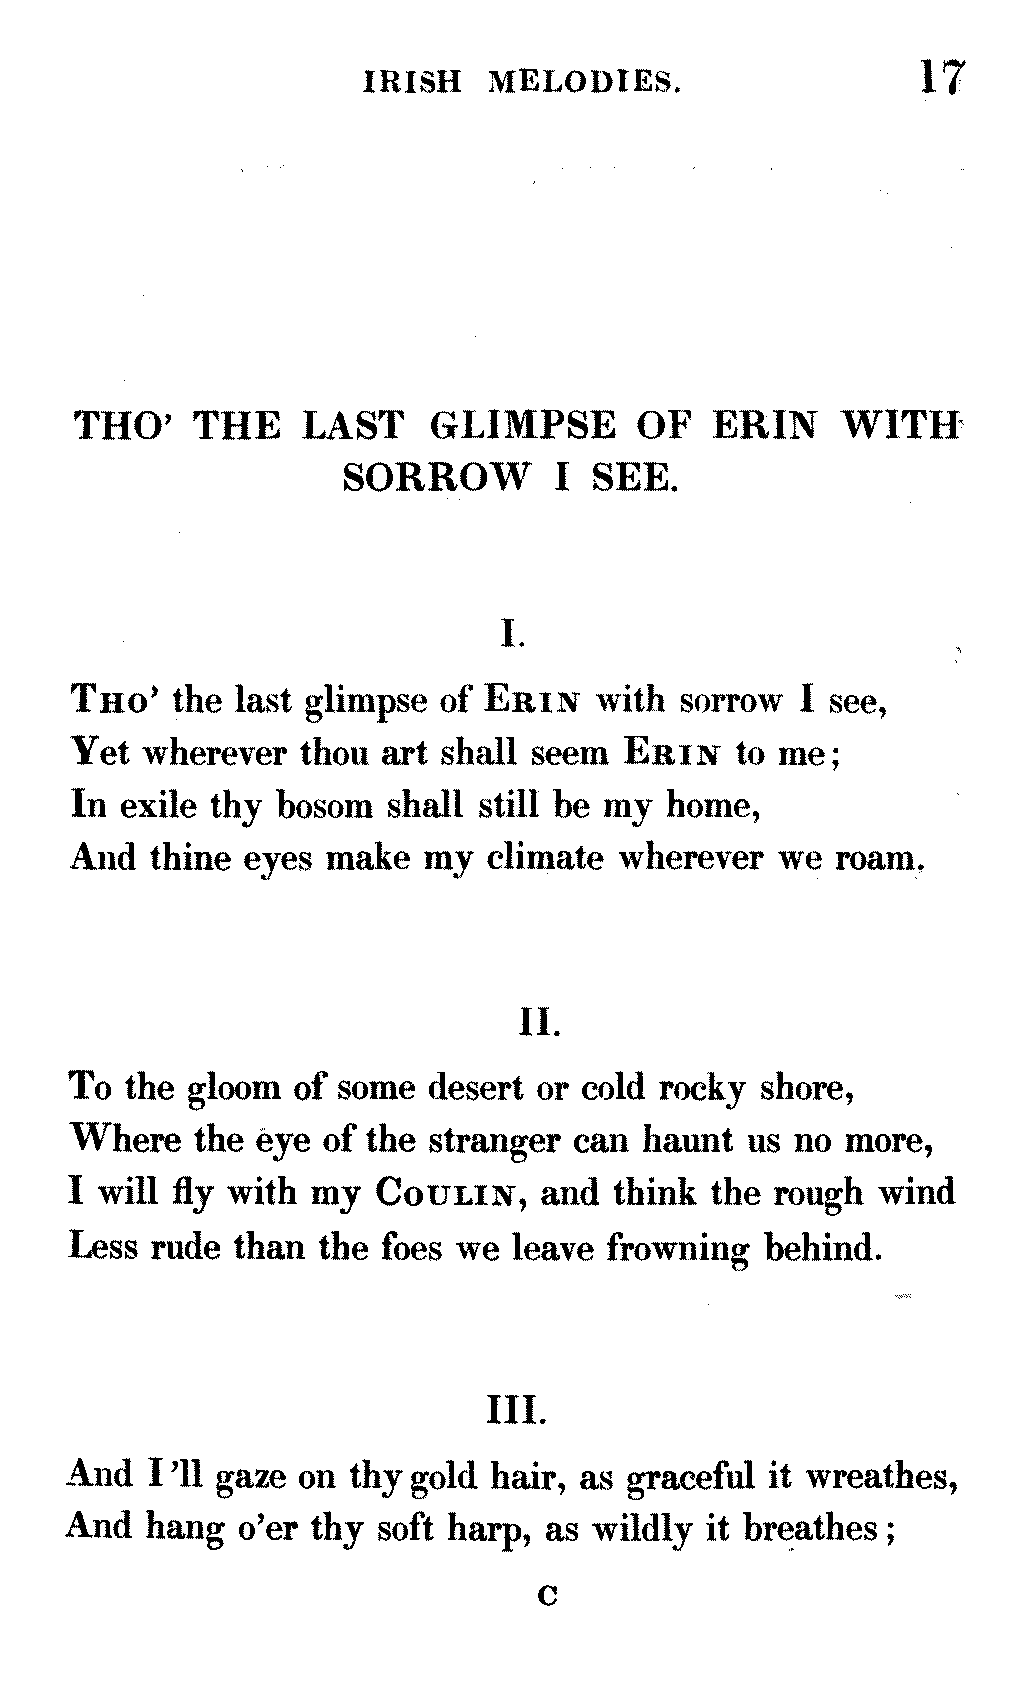 IRISH MELODIES. 17
THO' THE LAST GLIMPSE OF ERIN WITH
SORROW I SEE.
I.
THO' the last glimpse of ERIN with sorrow I see,
Yet wherever thou art shall seem ERIN to me;
In exile thy bosom shall still be my home,
And thine eyes make my climate wherever we roam.
II.
To the gloom of some desert or cold rocky shore,
Where the eye of the stranger can haunt us no more,
I will fly with my COULIN, and think the rough wind
Less rude than the foes we leave frowning behind.
III.
And I'll gaze on thy gold hair, as graceful it wreathes,
And hang o'er thy soft harp, as wildly it breathes;
C